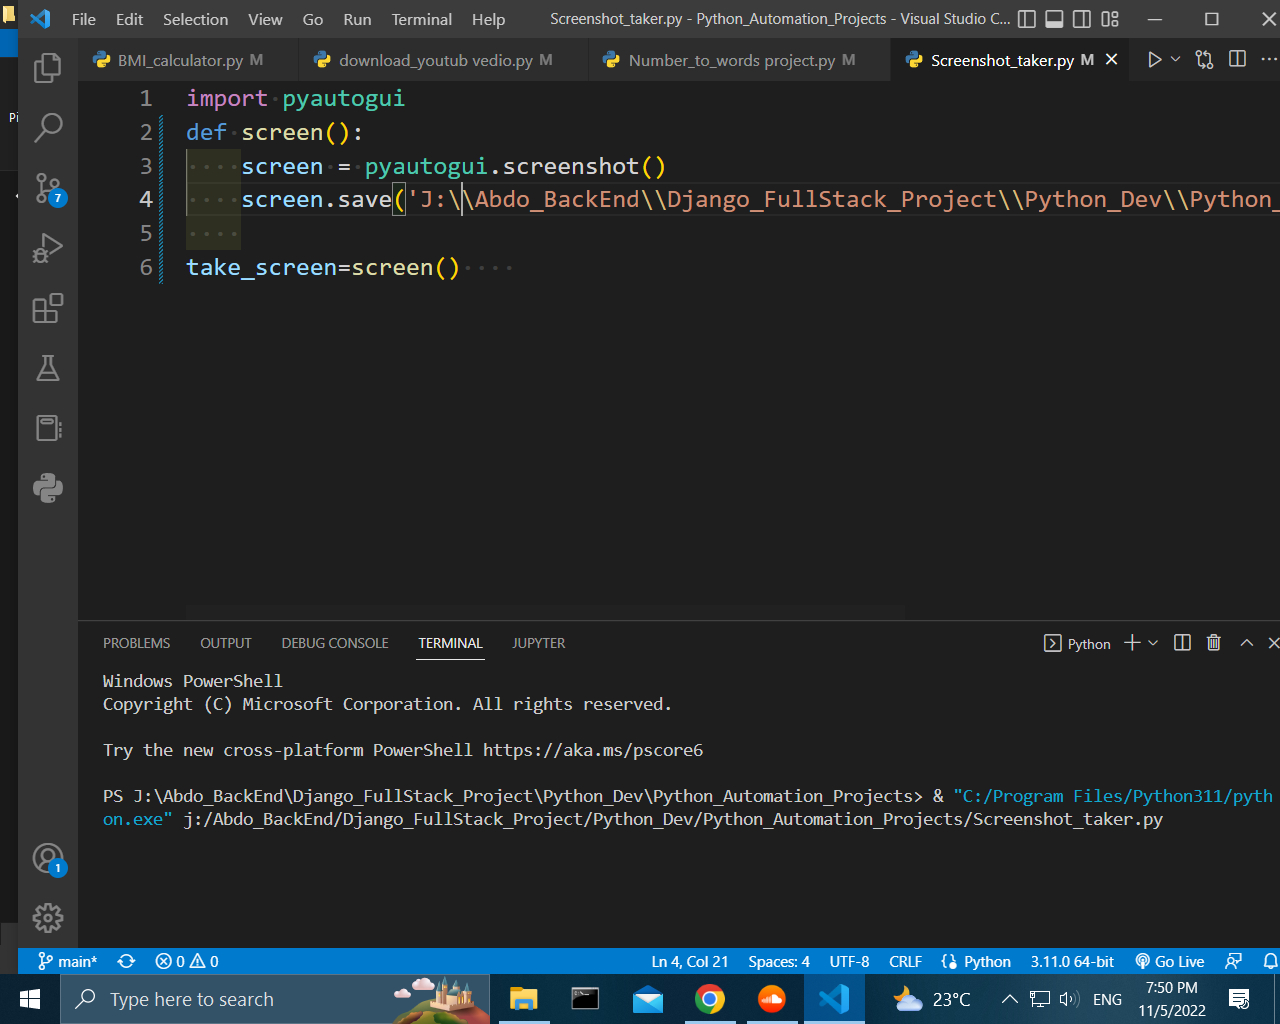 File Edit Selection View Go Run Terminal Help Screenshot_taker.py - Python_Automation_Projects - Visual Studio C...
BMI_calculator.py M download_youtub vedio.py M Number_to_words project.py M Screenshot_taker.py M
Pi
1 import pyautogui
2 def screen():
3 screen = pyautogui.screenshot()
4 screen.save('J:\\Abdo_BackEnd\\Django_FullStack_Project\\Python_Dev\\Python_
5
6 take_screen=screen()
7
PROBLEMS OUTPUT DEBUG CONSOLE TERMINAL JUPYTER Python
Windows PowerShell
Copyright (C) Microsoft Corporation. All rights reserved.
Try the new cross-platform PowerShell https://aka.ms/pscore6
PS J:\Abdo_BackEnd\Django_FullStack_Project\Python_Dev\Python_Automation_Projects> & "C:/Program Files/Python311/pyth
on.exe" j:/Abdo_BackEnd/Django_FullStack_Project/Python_Dev/Python_Automation_Projects/Screenshot_taker.py
1
main* 0 0 Ln 4, Col 21 Spaces: 4 UTF-8 CRLF Python 3.11.0 64-bit Go Live
Type here to search 23°C ENG 7:50 PM
11/5/2022